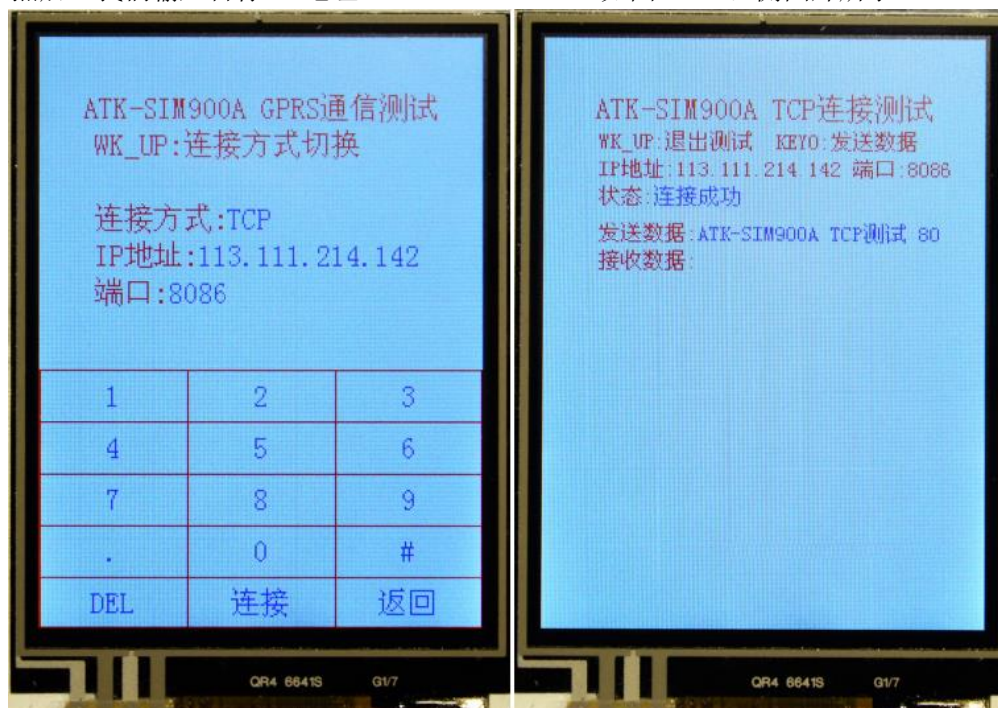 ATK-SIM900A GPRS通信测试
WK_UP:连接方式切换
连接方式:TCP
IP地址:113.111.214.142
端口:8086
1 2 3
4 5 6
7 8 9
. 0 #
DEL 连接 返回
QR4 6641S G1/7
ATK-SIM900A TCP连接测试
WK_UP:退出测试 KEY0:发送数据
IP地址:113.111.214.142 端口:8086
状态:连接成功
发送数据:ATK-SIM900A TCP测试 80
接收数据:
QR4 6641S G1/7